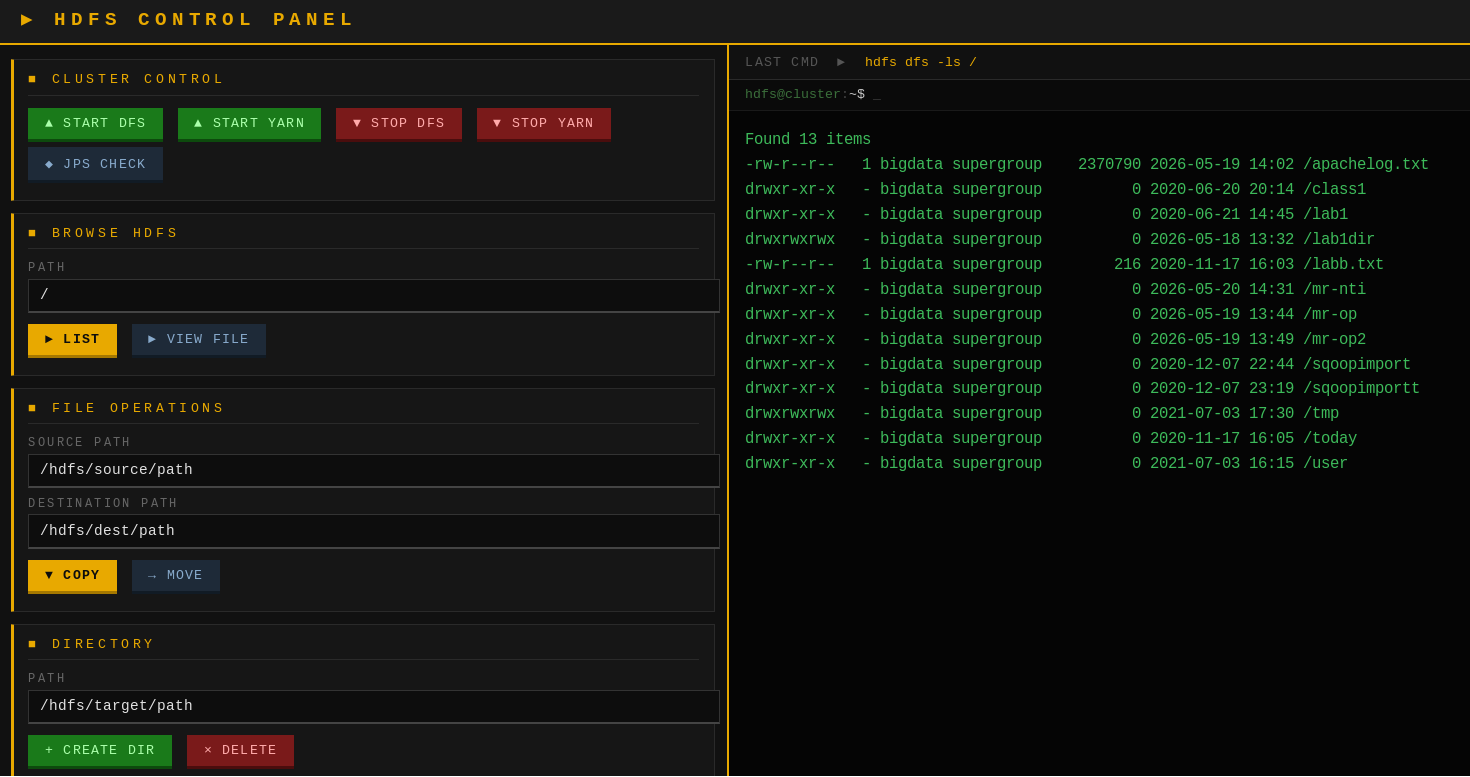 ► HDFS CONTROL PANEL
■ CLUSTER CONTROL
▲ START DFS ▲ START YARN ▼ STOP DFS ▼ STOP YARN
◆ JPS CHECK
■ BROWSE HDFS
PATH
/
► LIST ► VIEW FILE
■ FILE OPERATIONS
SOURCE PATH
/hdfs/source/path
DESTINATION PATH
/hdfs/dest/path
▼ COPY → MOVE
■ DIRECTORY
PATH
/hdfs/target/path
+ CREATE DIR × DELETE
LAST CMD ► hdfs dfs -ls /
hdfs@cluster:~$ _
Found 13 items
-rw-r--r--   1 bigdata supergroup    2370790 2026-05-19 14:02 /apachelog.txt
drwxr-xr-x   - bigdata supergroup          0 2020-06-20 20:14 /class1
drwxr-xr-x   - bigdata supergroup          0 2020-06-21 14:45 /lab1
drwxrwxrwx   - bigdata supergroup          0 2026-05-18 13:32 /lab1dir
-rw-r--r--   1 bigdata supergroup        216 2020-11-17 16:03 /labb.txt
drwxr-xr-x   - bigdata supergroup          0 2026-05-20 14:31 /mr-nti
drwxr-xr-x   - bigdata supergroup          0 2026-05-19 13:44 /mr-op
drwxr-xr-x   - bigdata supergroup          0 2026-05-19 13:49 /mr-op2
drwxr-xr-x   - bigdata supergroup          0 2020-12-07 22:44 /sqoopimport
drwxr-xr-x   - bigdata supergroup          0 2020-12-07 23:19 /sqoopimportt
drwxrwxrwx   - bigdata supergroup          0 2021-07-03 17:30 /tmp
drwxr-xr-x   - bigdata supergroup          0 2020-11-17 16:05 /today
drwxr-xr-x   - bigdata supergroup          0 2021-07-03 16:15 /user